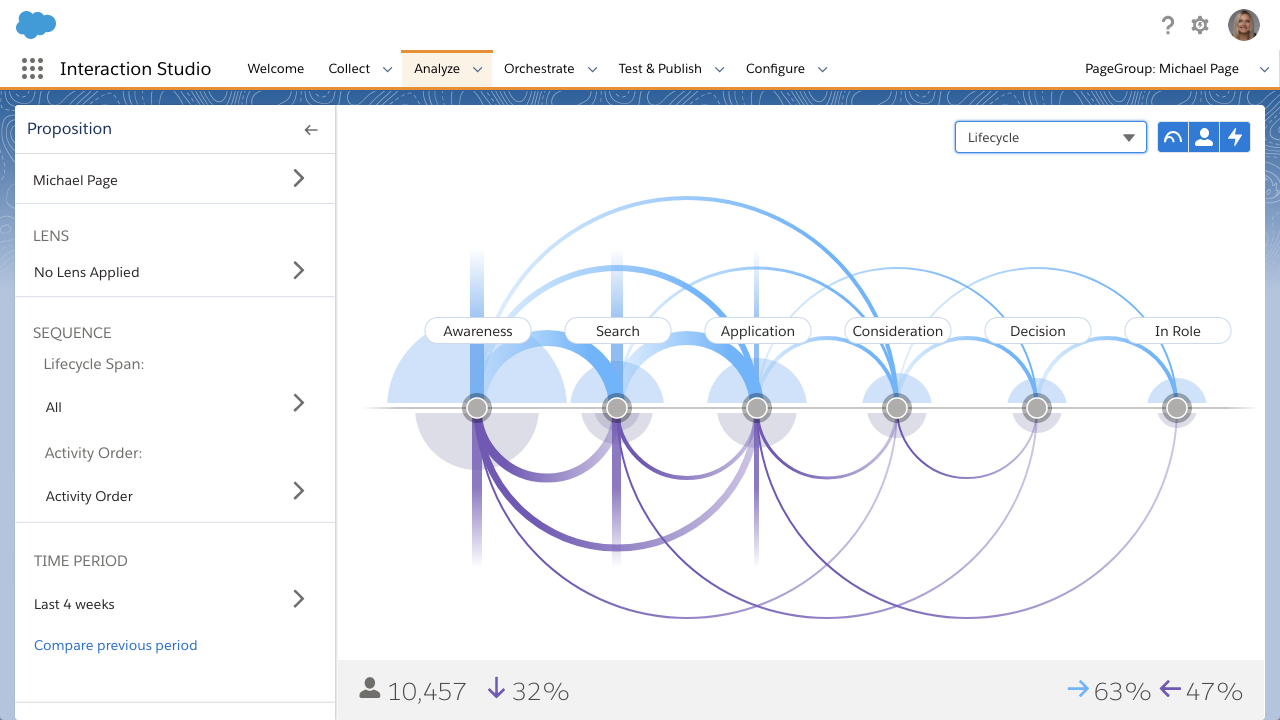 ?
Interaction Studio
Welcome
Collect
Analyze
Orchestrate
Test & Publish
Configure
PageGroup: Michael Page
Proposition
Michael Page
LENS
No Lens Applied
SEQUENCE
Lifecycle Span:
All
Activity Order:
Activity Order
TIME PERIOD
Last 4 weeks
Compare previous period
Lifecycle
Awareness
Search
Application
Consideration
Decision
In Role
10,457
32%
63%
47%